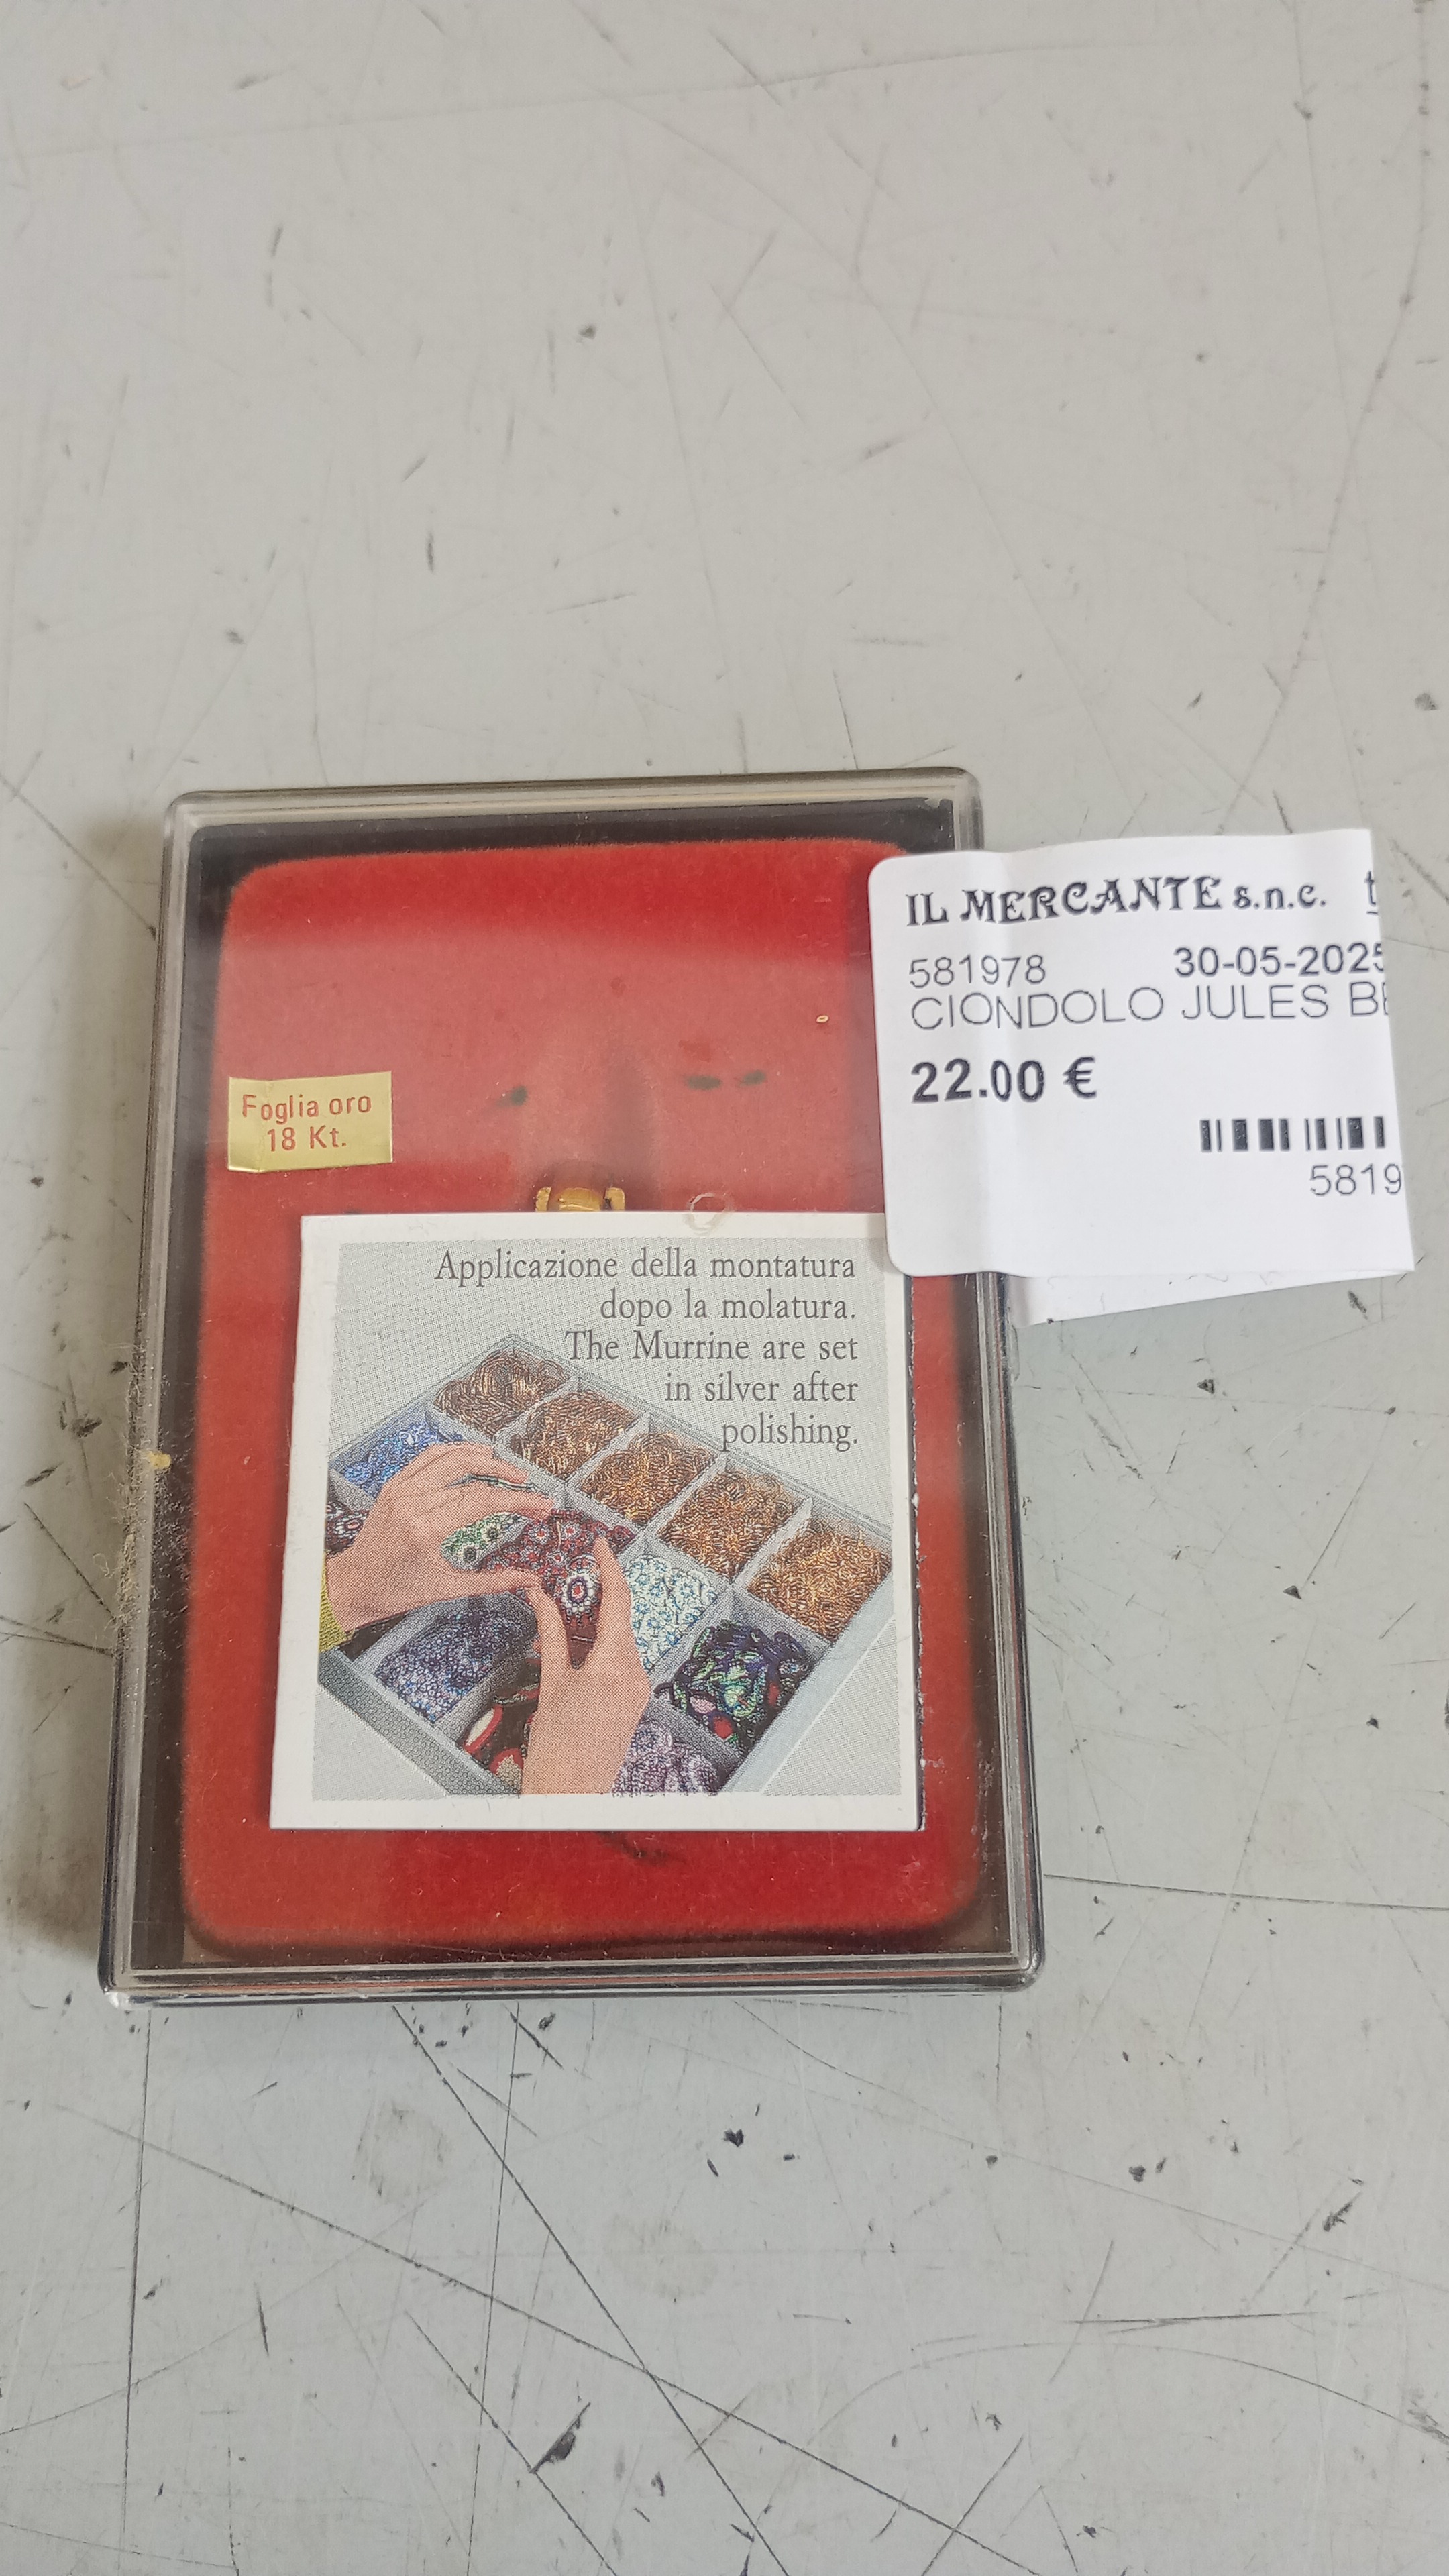 IL MERCANTE s.n.c.
581978 30-05-2025
CIONDOLO JULES
22.00 €
5819
Foglia oro
18 Kt.
Applicazione della montatura
dopo la molatura.
The Murrine are set
in silver after
polishing.